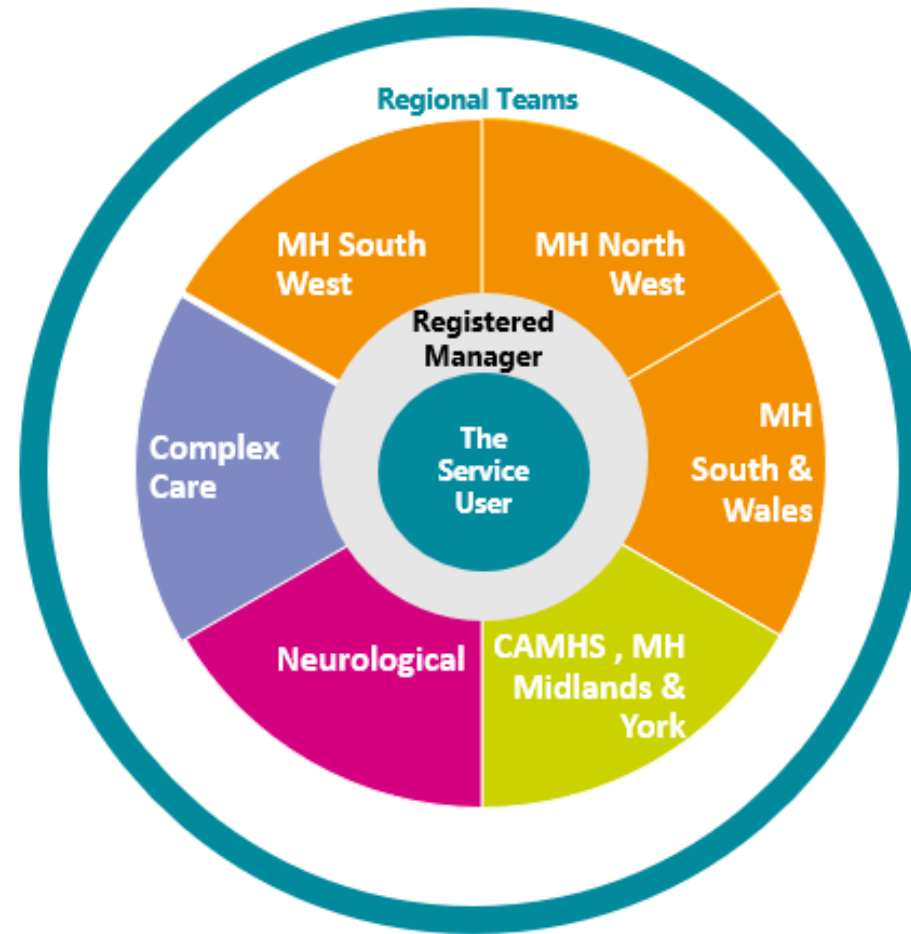 Regional Teams
MH South
West
MH North
West
Registered
Manager
MH
South &
Wales
The
Service
User
Complex
Care
Neurological
CAMHS , MH
Midlands &
York